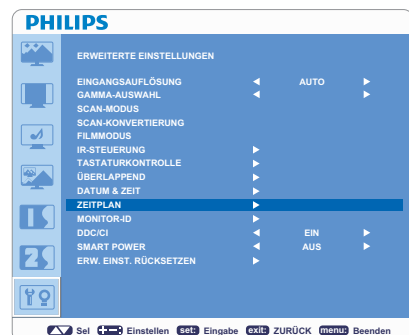 PHILIPS
ERWEITERTE EINSTELLUNGEN
EINGANGSAUFLÖSUNG AUTO
GAMMA-AUSWAHL
SCAN-MODUS
SCAN-KONVERTIERUNG
FILMMODUS
IR-STEUERUNG
TASTATURKONTROLLE
ÜBERLAPPEND
DATUM & ZEIT
ZEITPLAN
MONITOR-ID
DDC/CI EIN
SMART POWER AUS
ERW. EINST. RÜCKSETZEN
Sel Einstellen set: Eingabe exit: ZURÜCK menu: Beenden